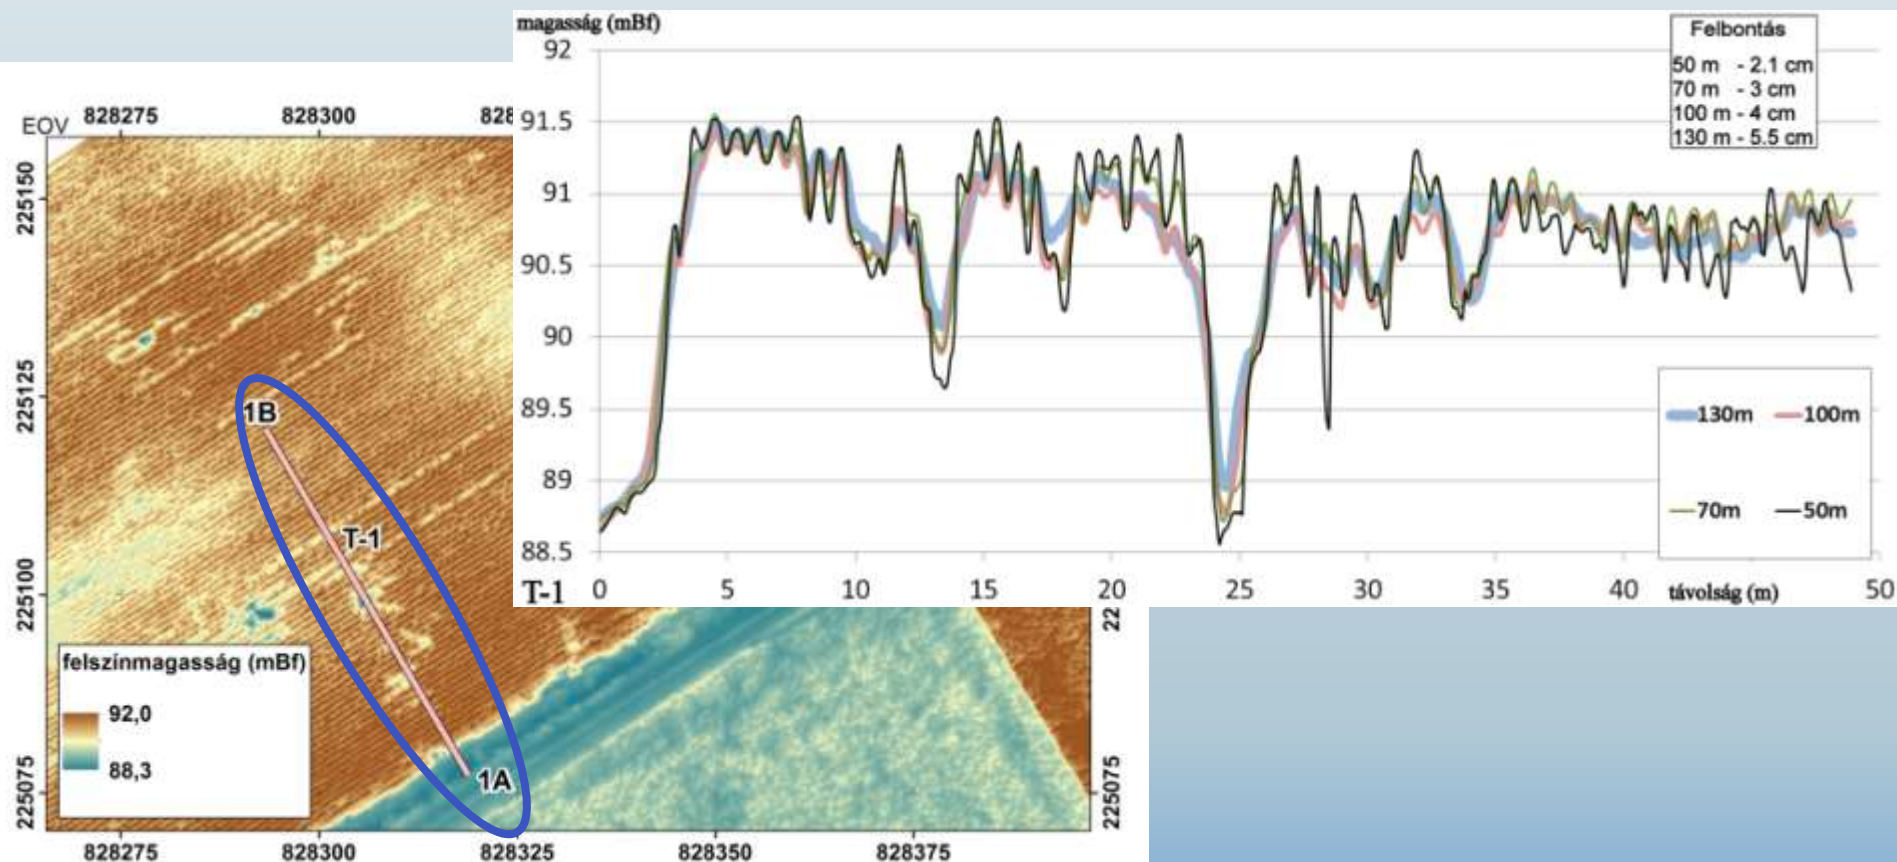 magasság (mBf)
92
91.5
91
90.5
90
89.5
89
88.5
T-1 0 5 10 15 20 25 30 35 40 távolság (m) 50
Felbontás
50 m - 2.1 cm
70 m - 3 cm
100 m - 4 cm
130 m - 5.5 cm
130m 100m
70m 50m
EOV 828275 828300 828
225150
225125
225100
225075
1B
T-1
1A
felszínmagasság (mBf)
92,0
88,3
22
225075
828275 828300 828325 828350 828375